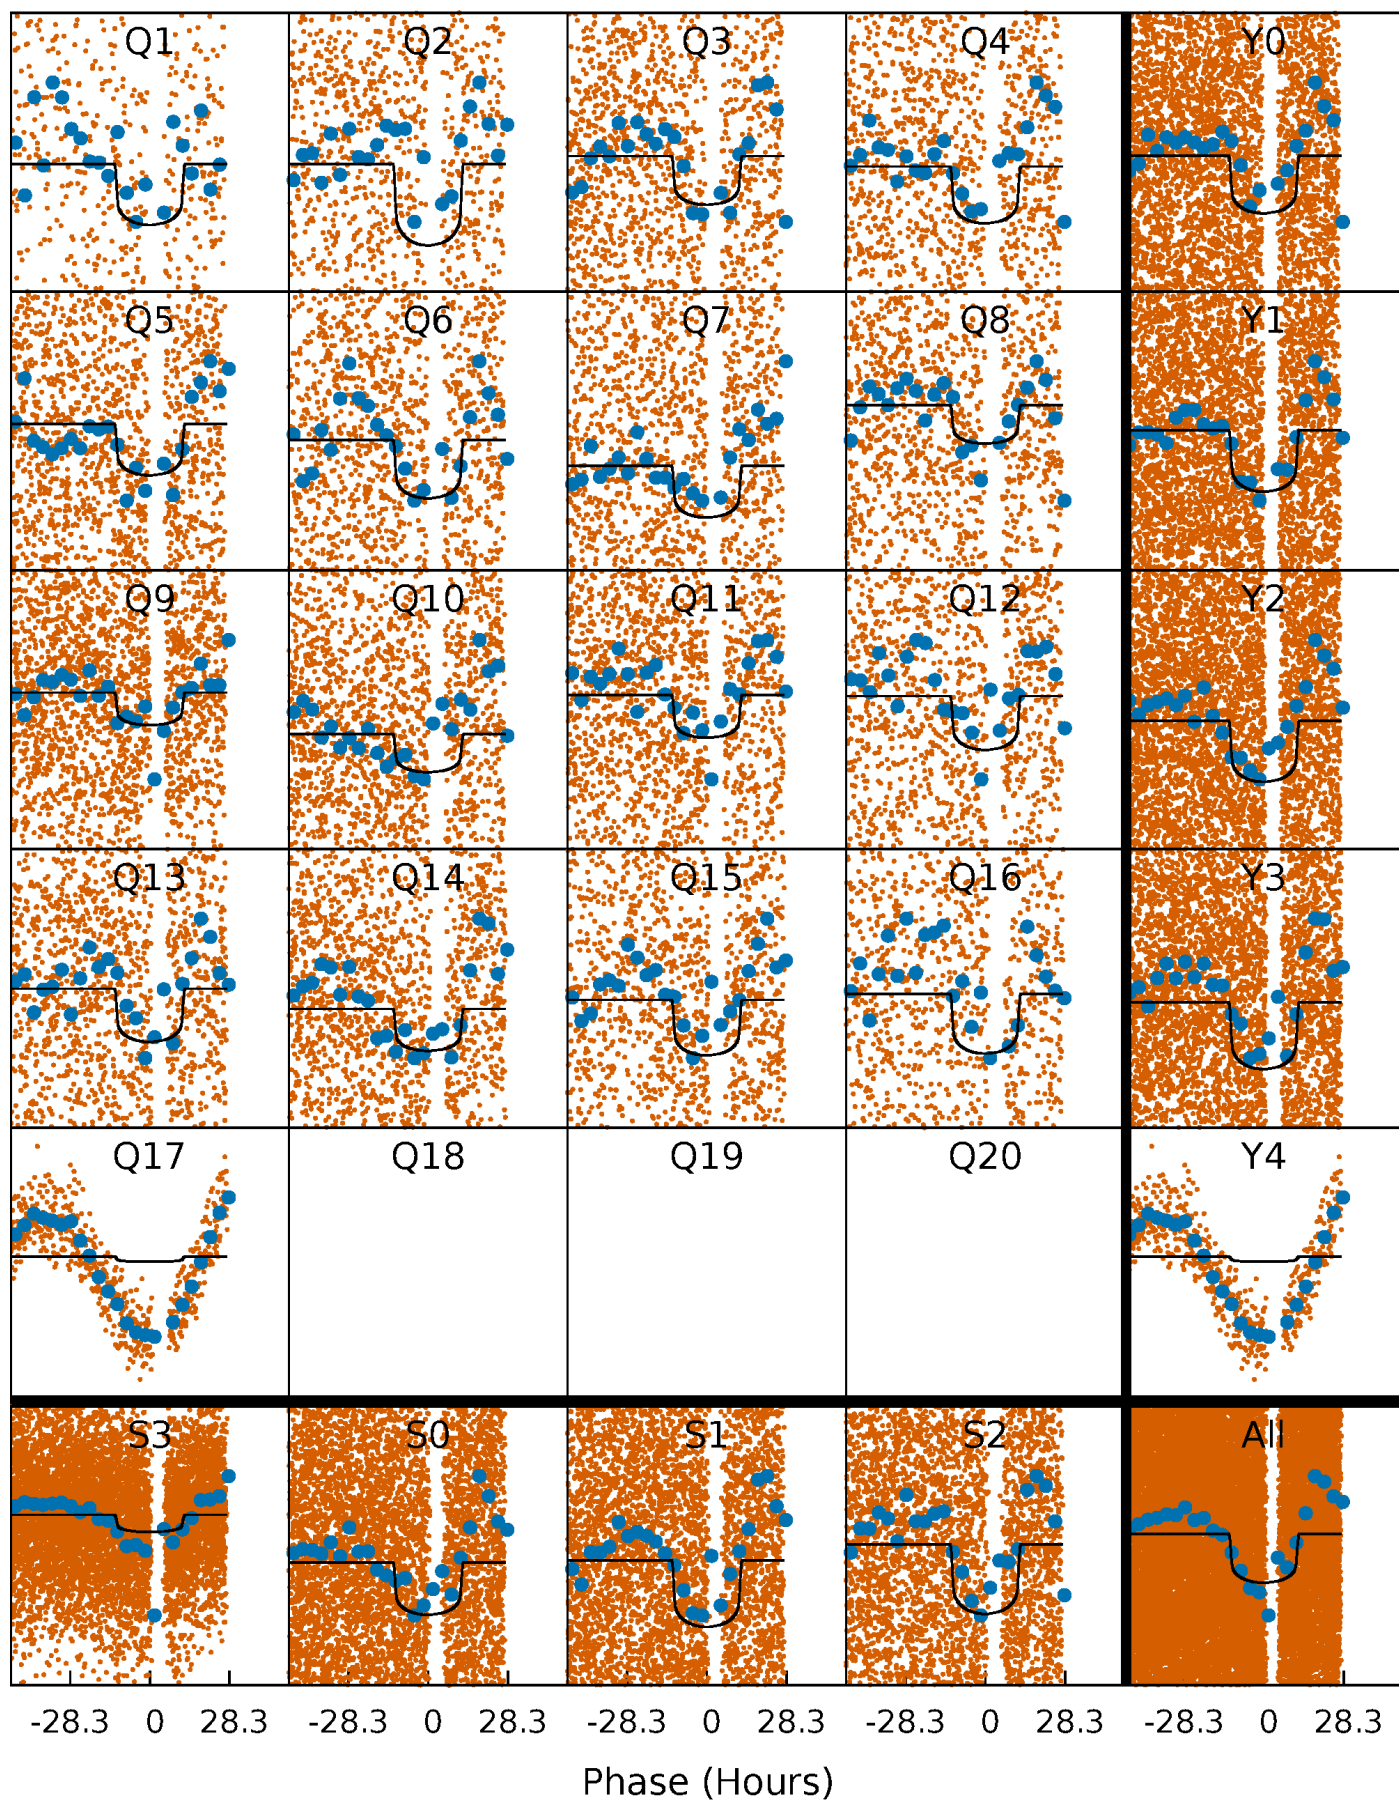 Q1 Q2 Q3 Q4 Y0
Q5 Q6 Q7 Q8 Y1
Q9 Q10 Q11 Q12 Y2
Q13 Q14 Q15 Q16 Y3
Q17 Q18 Q19 Q20 Y4
S3 S0 S1 S2 All
-28.3 0 28.3 -28.3 0 28.3 -28.3 0 28.3 -28.3 0 28.3 -28.3 0 28.3
Phase (Hours)